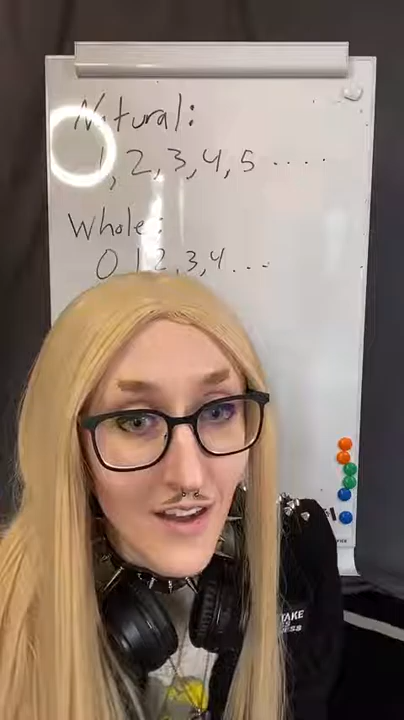 Natural:
1, 2, 3, 4, 5 .....
Whole:
0, 1, 2, 3, 4 ...